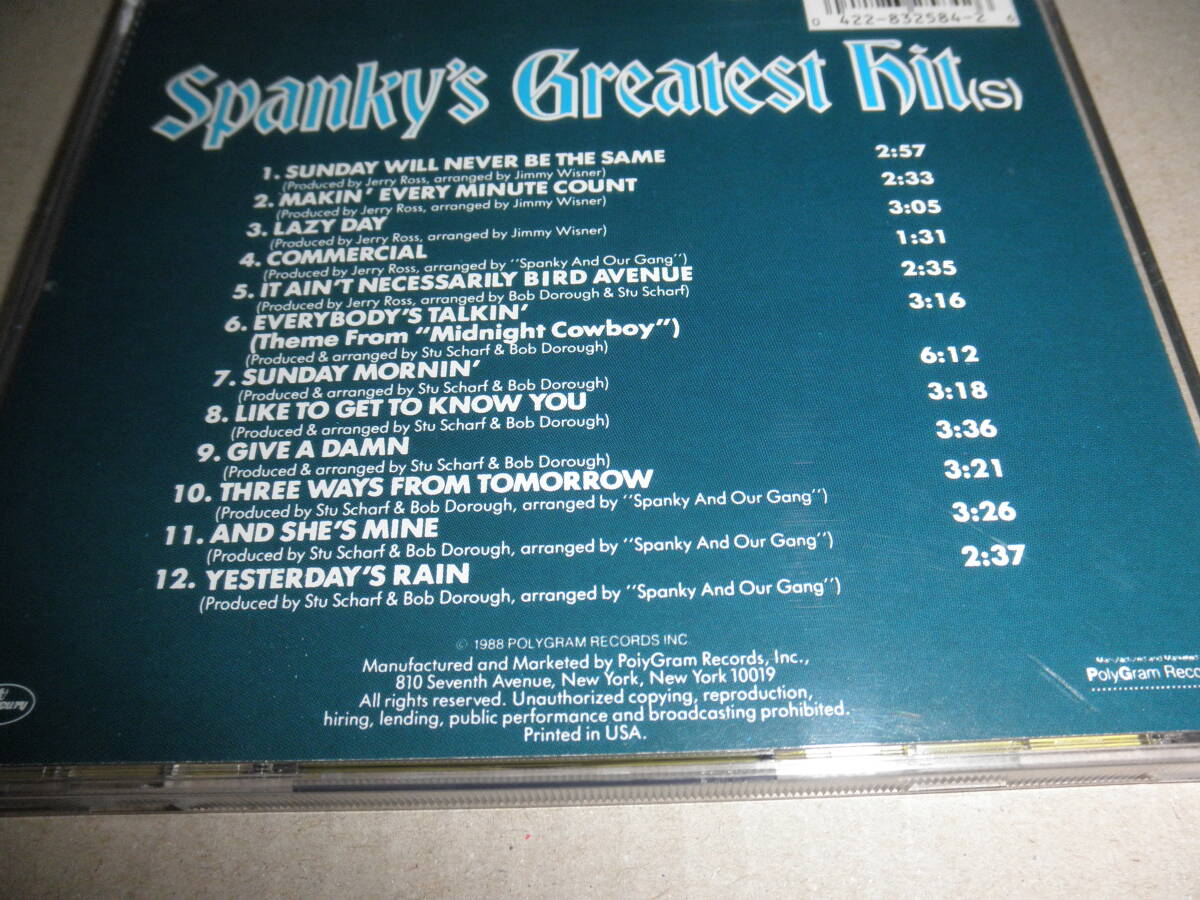 0 422-832584-2 6
Spanky's Greatest Hit(s)
1. SUNDAY WILL NEVER BE THE SAME 2:57
(Produced by Jerry Ross, arranged by Jimmy Wisner)
2. MAKIN' EVERY MINUTE COUNT 2:33
(Produced by Jerry Ross, arranged by Jimmy Wisner)
3. LAZY DAY 3:05
(Produced by Jerry Ross, arranged by Jimmy Wisner)
4. COMMERCIAL 1:31
(Produced by Jerry Ross, arranged by "Spanky And Our Gang")
5. IT AIN'T NECESSARILY BIRD AVENUE 2:35
(Produced by Jerry Ross, arranged by Bob Dorough & Stu Scharf)
6. EVERYBODY'S TALKIN' 3:16
(Theme From "Midnight Cowboy")
(Produced & arranged by Stu Scharf & Bob Dorough)
7. SUNDAY MORNIN' 6:12
(Produced & arranged by Stu Scharf & Bob Dorough)
8. LIKE TO GET TO KNOW YOU 3:18
(Produced & arranged by Stu Scharf & Bob Dorough)
9. GIVE A DAMN 3:36
(Produced & arranged by Stu Scharf & Bob Dorough)
10. THREE WAYS FROM TOMORROW 3:21
(Produced by Stu Scharf & Bob Dorough, arranged by "Spanky And Our Gang")
11. AND SHE'S MINE 3:26
(Produced by Stu Scharf & Bob Dorough, arranged by "Spanky And Our Gang")
12. YESTERDAY'S RAIN 2:37
(Produced by Stu Scharf & Bob Dorough, arranged by "Spanky And Our Gang")
© 1988 POLYGRAM RECORDS INC
Manufactured and Marketed by PolyGram Records, Inc.,
810 Seventh Avenue, New York, New York 10019
All rights reserved. Unauthorized copying, reproduction,
hiring, lending, public performance and broadcasting prohibited.
Printed in USA.
Manufactured and Marketed
PolyGram Reco